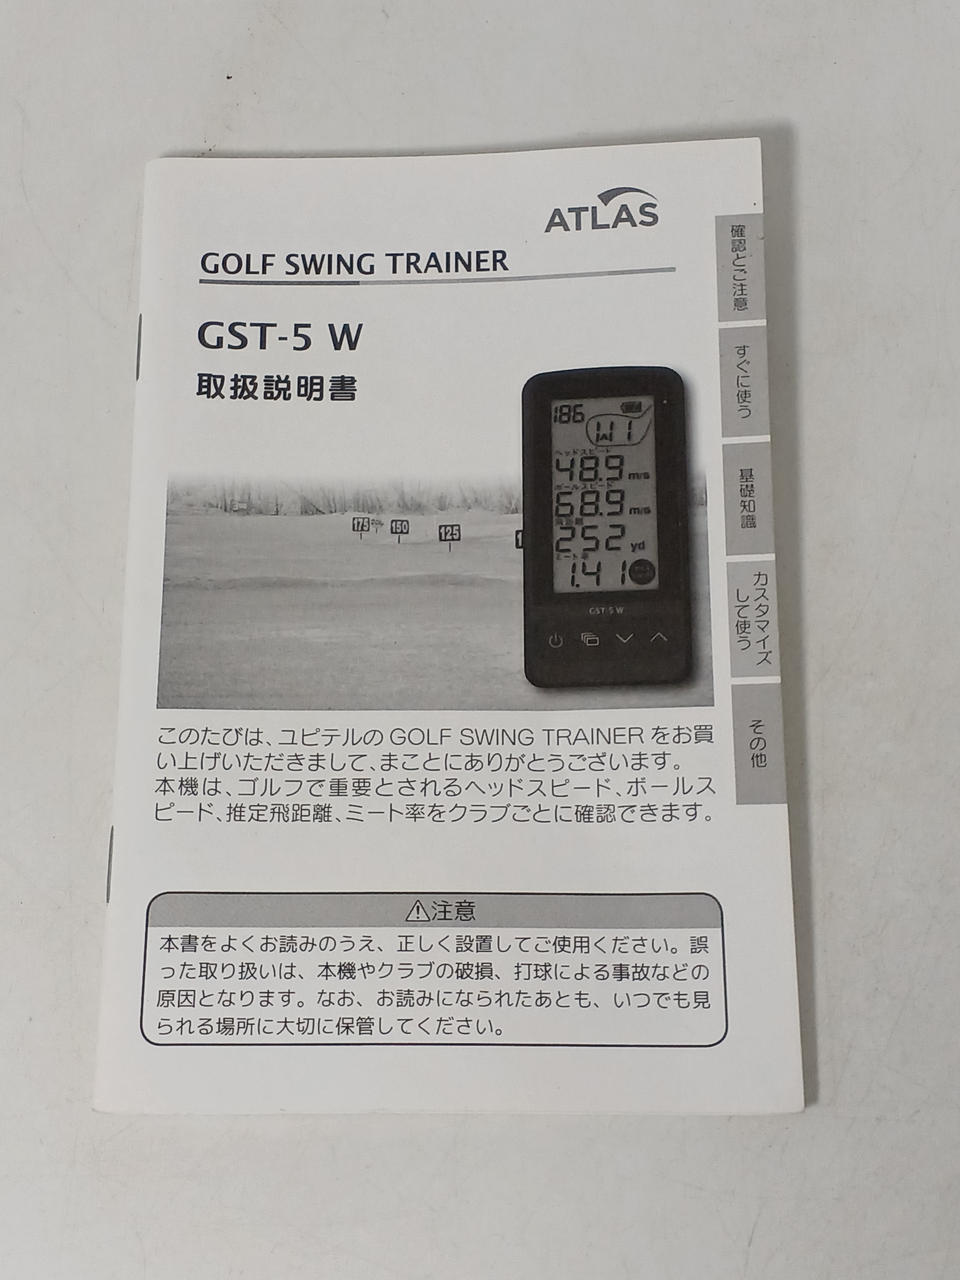 ATLAS
GOLF SWING TRAINER
GST-5 W
取扱説明書
186
W1
ヘッドスピード
48.9 m/s
ボールスピード
68.9 m/s
飛距離
252 yd
ミート率
1.41
GST-5 W
175
150
125
このたびは、ユピテルの GOLF SWING TRAINER をお買
い上げいただきまして、まことにありがとうございます。
本機は、ゴルフで重要とされるヘッドスピード、ボールス
ピード、推定飛距離、ミート率をクラブごとに確認できます。
⚠注意
本書をよくお読みのうえ、正しく設置してご使用ください。誤
った取り扱いは、本機やクラブの破損、打球による事故などの
原因となります。なお、お読みになられたあとも、いつでも見
られる場所に大切に保管してください。
確認とご注意
すぐに使う
基礎知識
カスタマイズ
して使う
その他